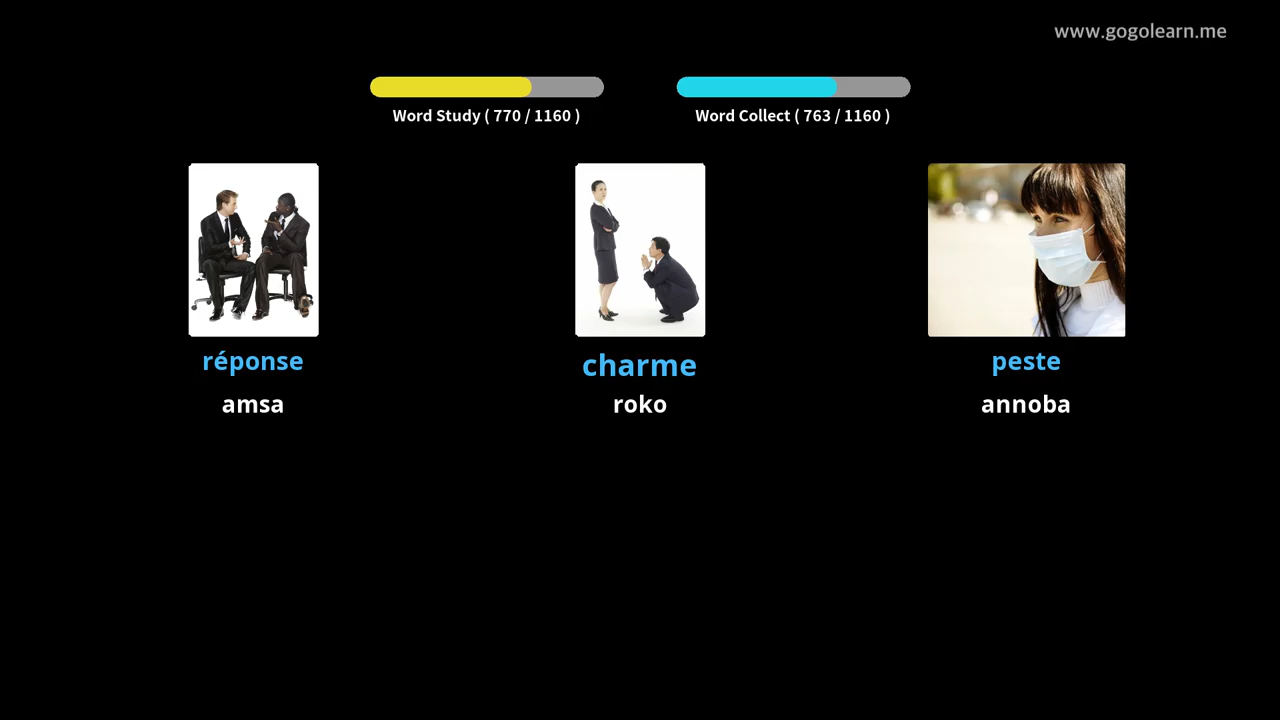 www.gogolearn.me
Word Study ( 770 / 1160 )
Word Collect ( 763 / 1160 )
réponse
charme
peste
amsa
roko
annoba